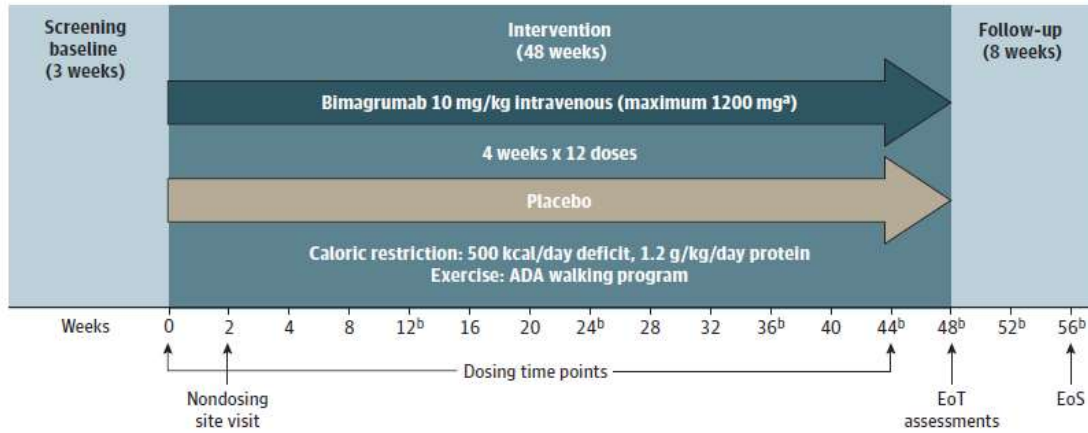 Screening
baseline
(3 weeks)
Intervention
(48 weeks)
Follow-up
(8 weeks)
Bimagrumab 10 mg/kg intravenous (maximum 1200 mgᵃ)
4 weeks x 12 doses
Placebo
Caloric restriction: 500 kcal/day deficit, 1.2 g/kg/day protein
Exercise: ADA walking program
Weeks 0 2 4 8 12ᵇ 16 20 24ᵇ 28 32 36ᵇ 40 44ᵇ 48ᵇ 52ᵇ 56ᵇ
Dosing time points
Nondosing
site visit
EoT
assessments
EoS